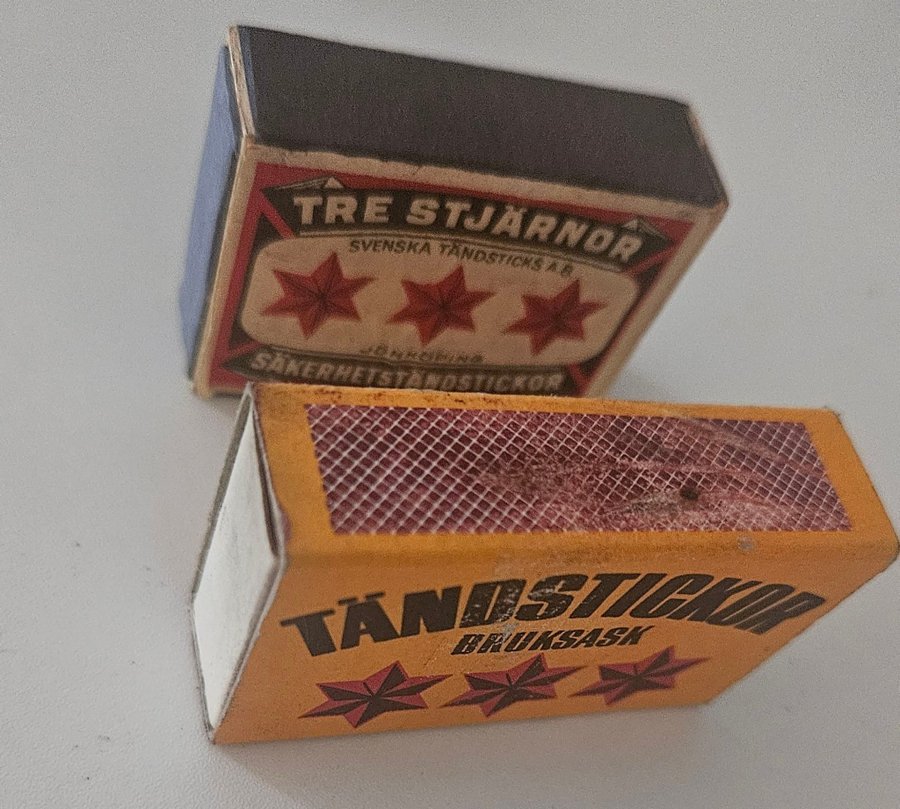 TRE STJÄRNOR
SVENSKA TÄNDSTICKS A.B.
JÖNKÖPING
SÄKERHETSTÄNDSTICKOR
TÄNDSTICKOR
BRUKSASK